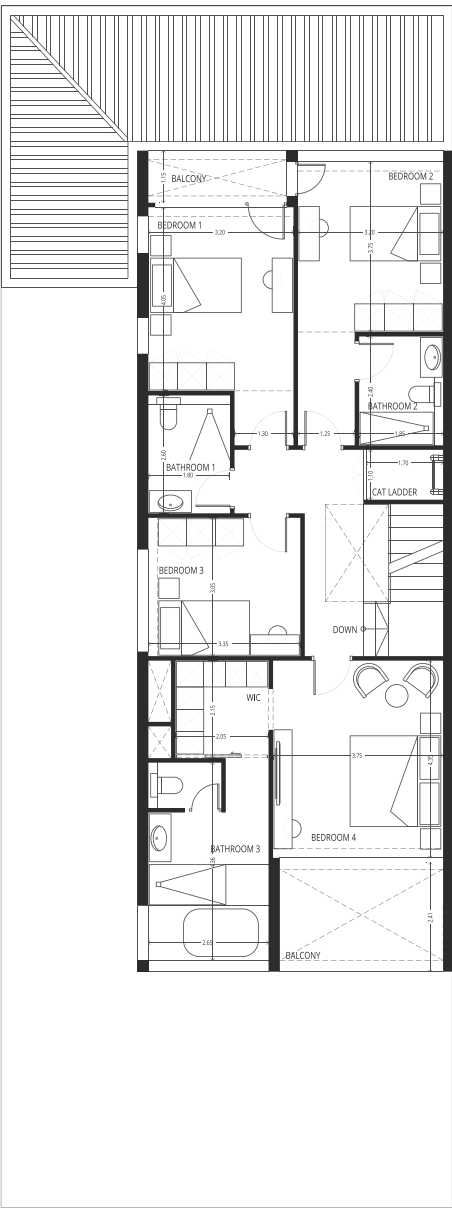 BEDROOM 2
BALCONY
1.15
BEDROOM 1
3.20
3.20
3.75
4.05
2.40
BATHROOM 2
1.30
1.25
1.85
2.60
BATHROOM 1
1.80
1.70
1.10
CAT LADDER
BEDROOM 3
3.05
DOWN
3.35
WIC
2.15
2.05
3.75
4.35
BEDROOM 4
BATHROOM 3
4.36
2.41
2.65
BALCONY